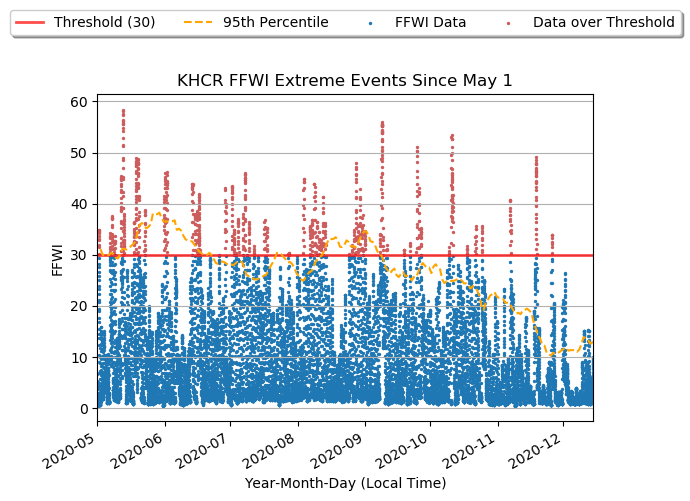 Threshold (30) 95th Percentile FFWI Data Data over Threshold
KHCR FFWI Extreme Events Since May 1
60
50
40
30
20
10
0
FFWI
2020-05 2020-06 2020-07 2020-08 2020-09 2020-10 2020-11 2020-12
Year-Month-Day (Local Time)